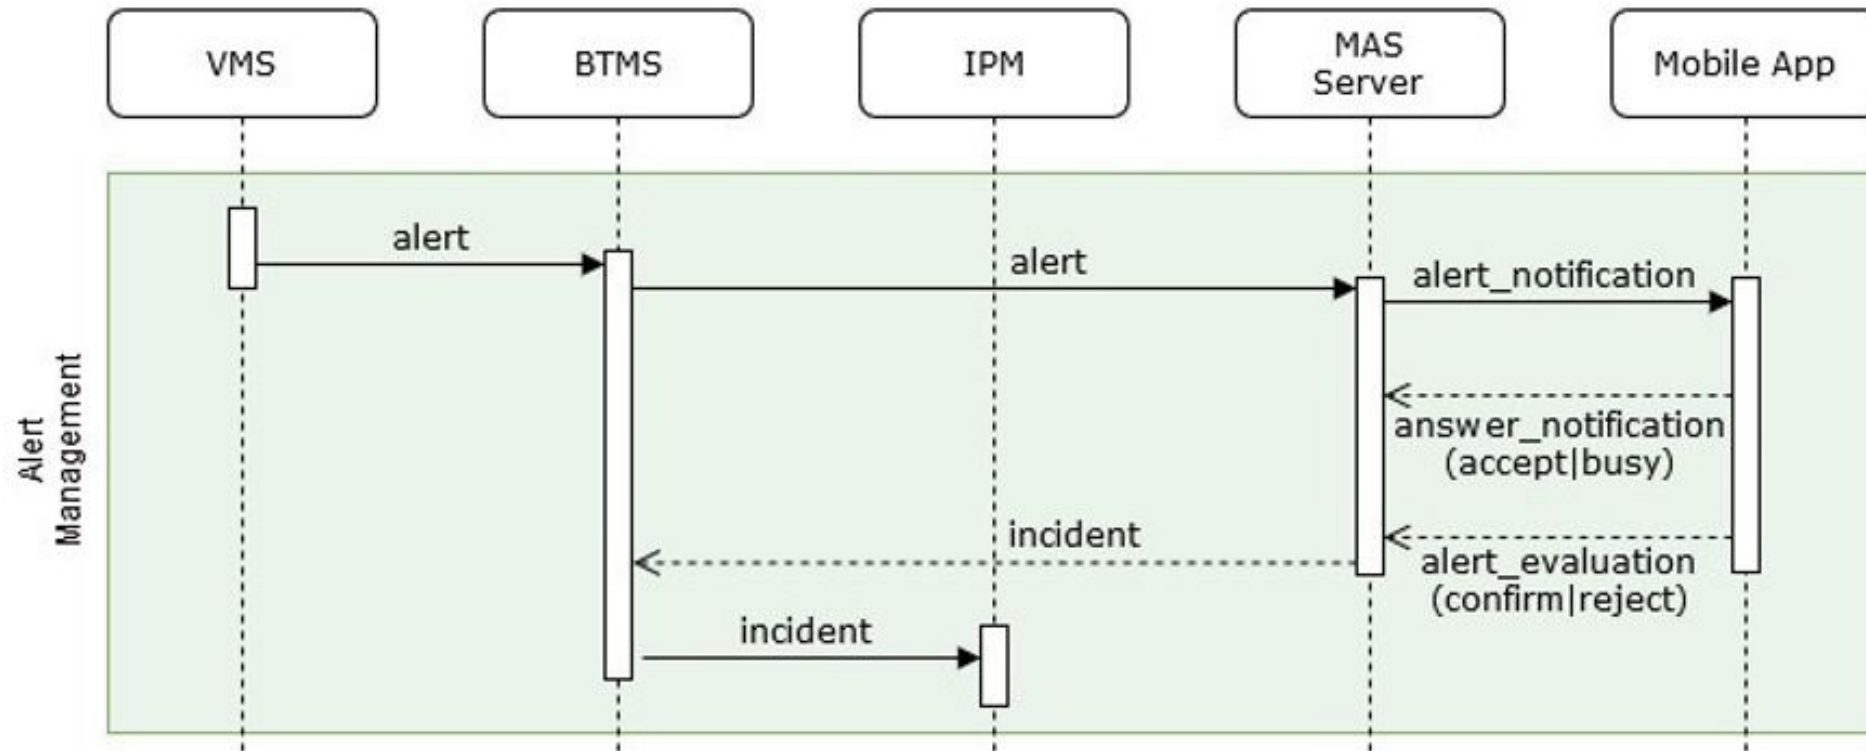 VMS
BTMS
IPM
MAS
Server
Mobile App
alert
alert
alert_notification
answer_notification
(accept|busy)
incident
alert_evaluation
(confirm|reject)
incident
Alert
Management